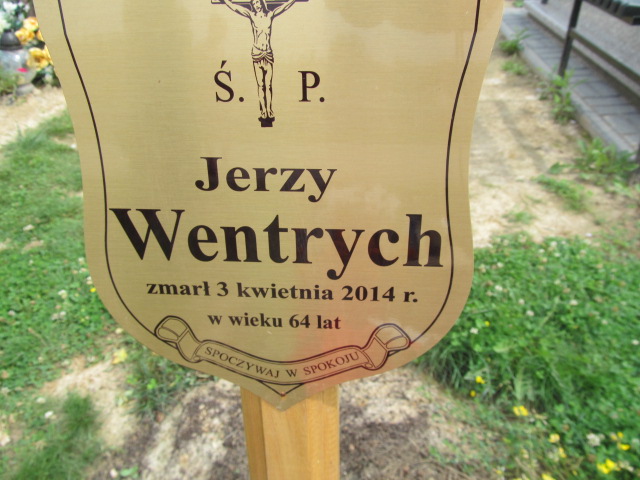 Ś. P.
Jerzy
Wentrych
zmarł 3 kwietnia 2014 r.
w wieku 64 lat
SPOCZYWAJ W SPOKOJU